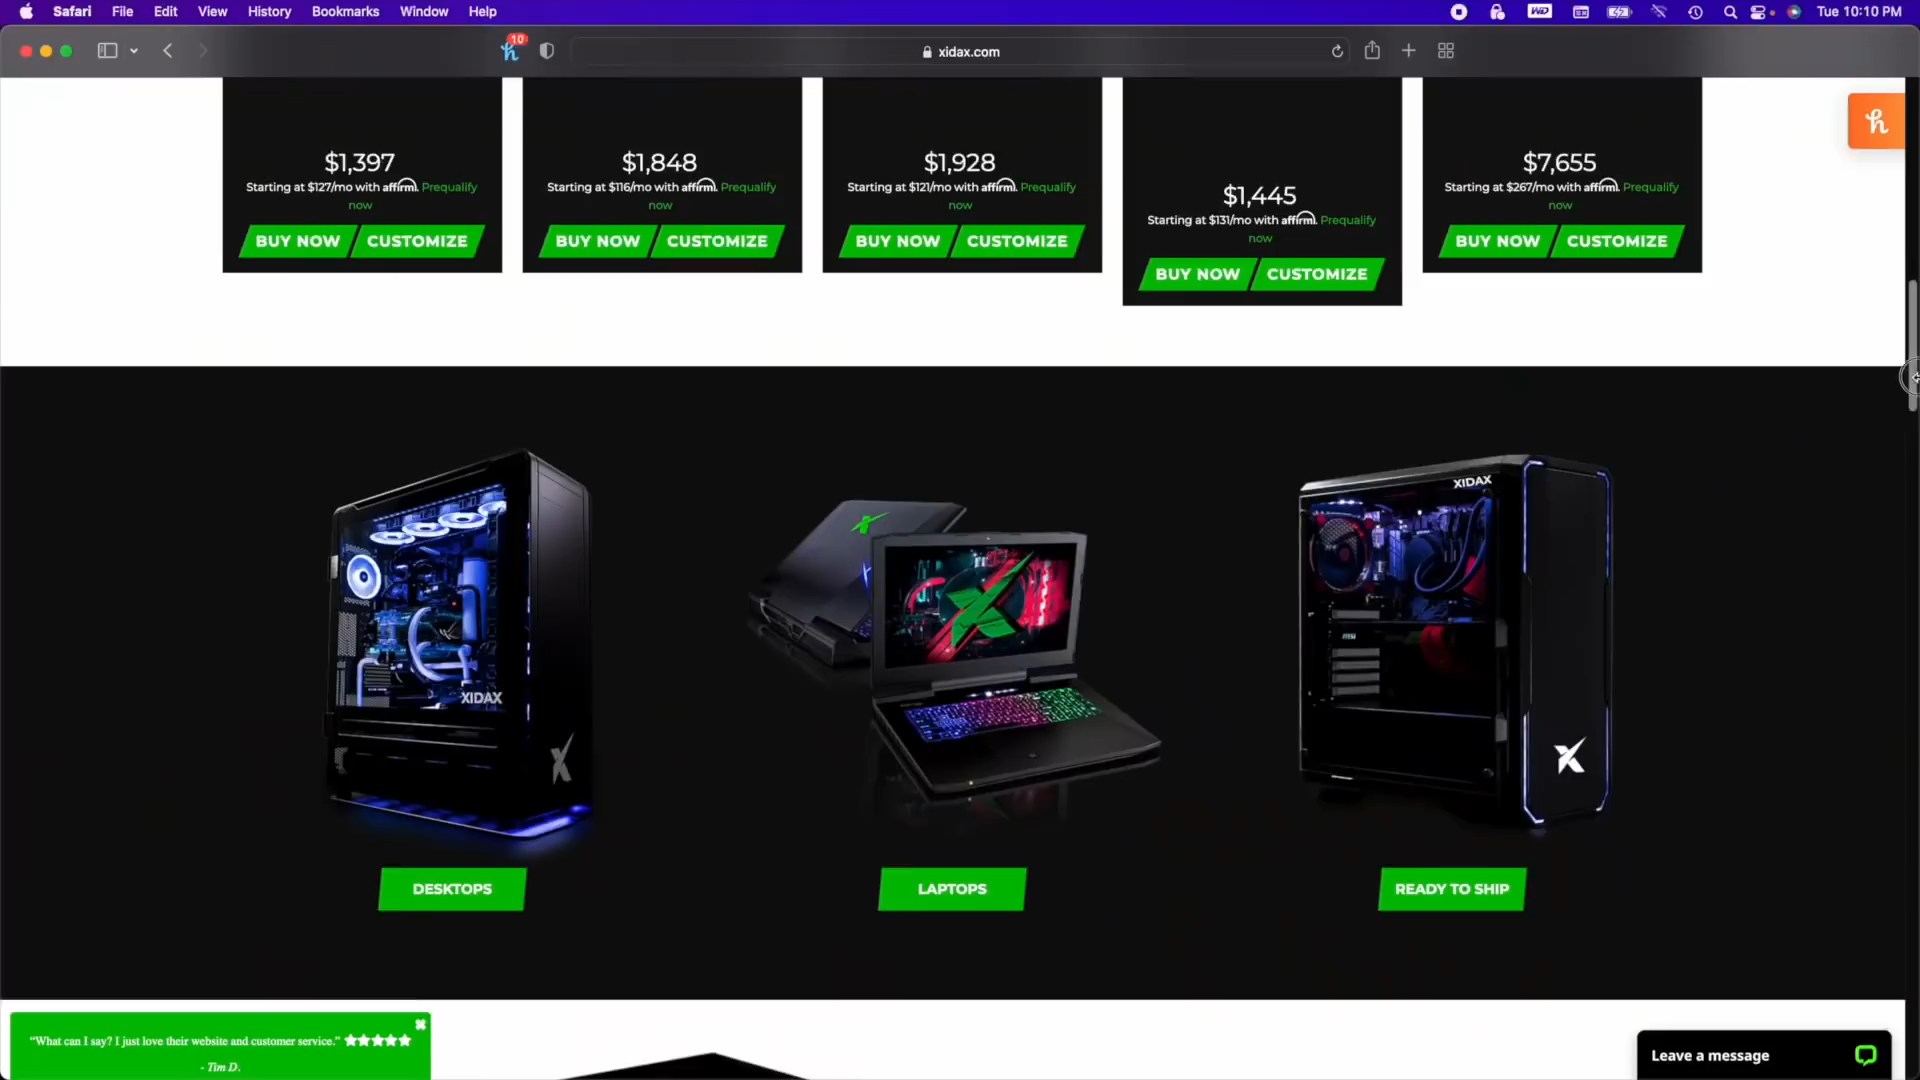 Safari File Edit View History Bookmarks Window Help
WD
Tue 10:10 PM
10
xidax.com
$1,397
Starting at $127/mo with affirm. Prequalify
now
BUY NOW CUSTOMIZE
$1,848
Starting at $116/mo with affirm. Prequalify
now
BUY NOW CUSTOMIZE
$1,928
Starting at $121/mo with affirm. Prequalify
now
BUY NOW CUSTOMIZE
$1,445
Starting at $131/mo with affirm. Prequalify
now
BUY NOW CUSTOMIZE
$7,655
Starting at $267/mo with affirm. Prequalify
now
BUY NOW CUSTOMIZE
XIDAX
XIDAX
msi
DESKTOPS
LAPTOPS
READY TO SHIP
“What can I say? I just love their website and customer service.”
- Tim D.
Leave a message